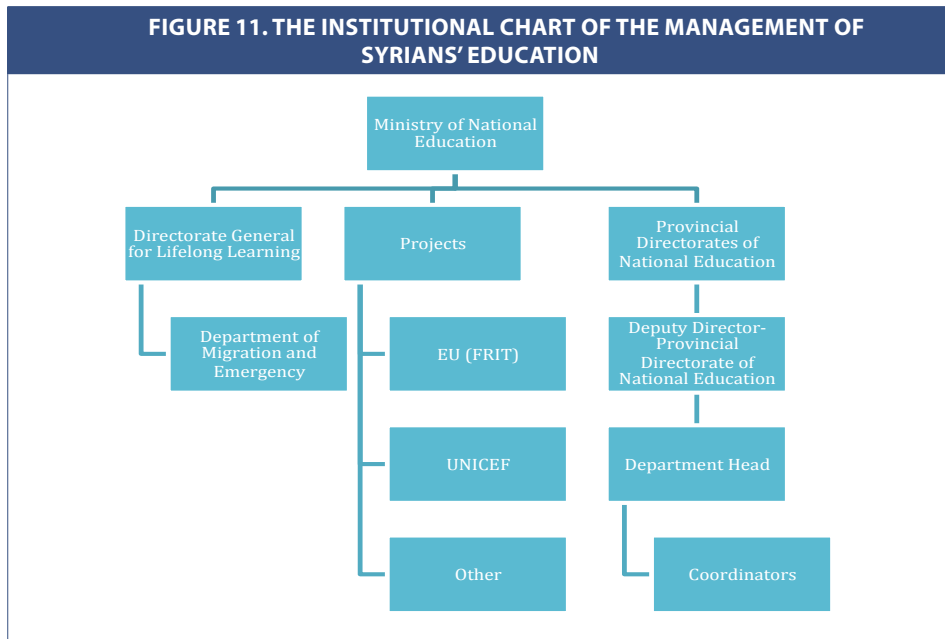 FIGURE 11. THE INSTITUTIONAL CHART OF THE MANAGEMENT OF
SYRIANS' EDUCATION
Ministry of National
Education
Directorate General
for Lifelong Learning
Projects
Provincial
Directorates of
National Education
Department of
Migration and
Emergency
EU (FRIT)
Deputy Director-
Provincial
Directorate of
National Education
UNICEF
Department Head
Other
Coordinators